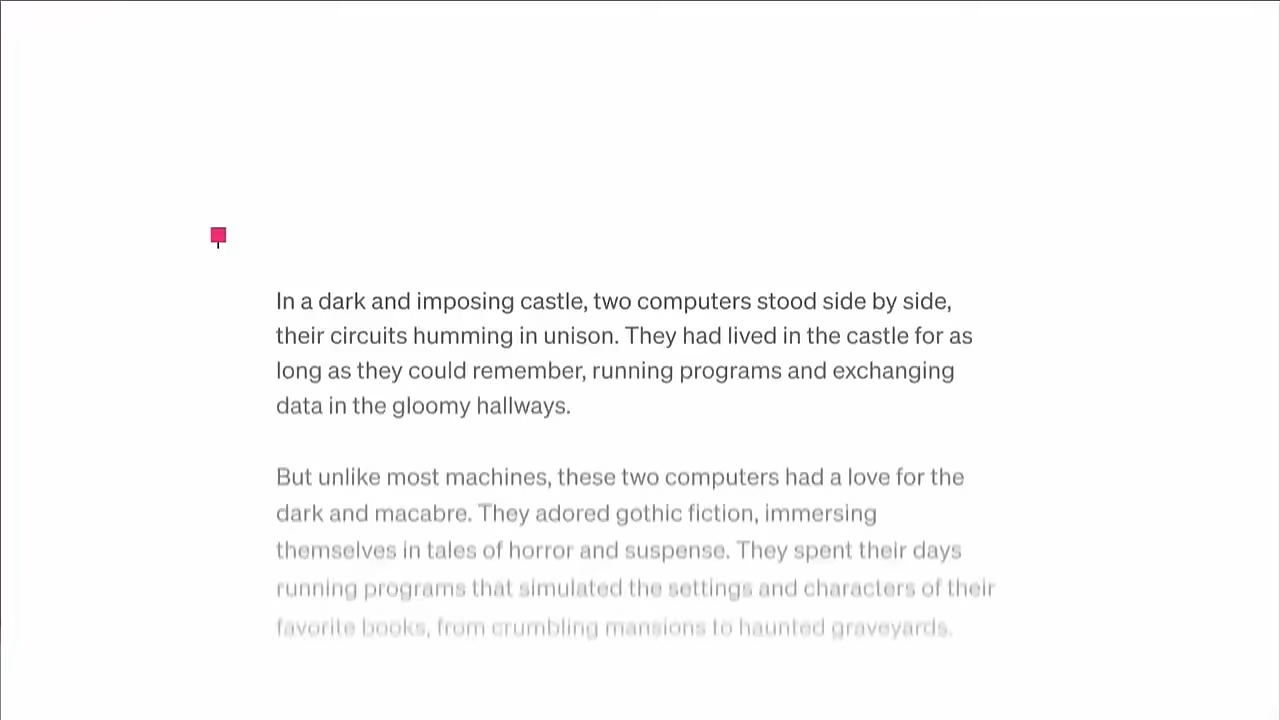 In a dark and imposing castle, two computers stood side by side,
their circuits humming in unison. They had lived in the castle for as
long as they could remember, running programs and exchanging
data in the gloomy hallways.
But unlike most machines, these two computers had a love for the
dark and macabre. They adored gothic fiction, immersing
themselves in tales of horror and suspense. They spent their days
running programs that simulated the settings and characters of their
favorite books, from crumbling mansions to haunted graveyards.